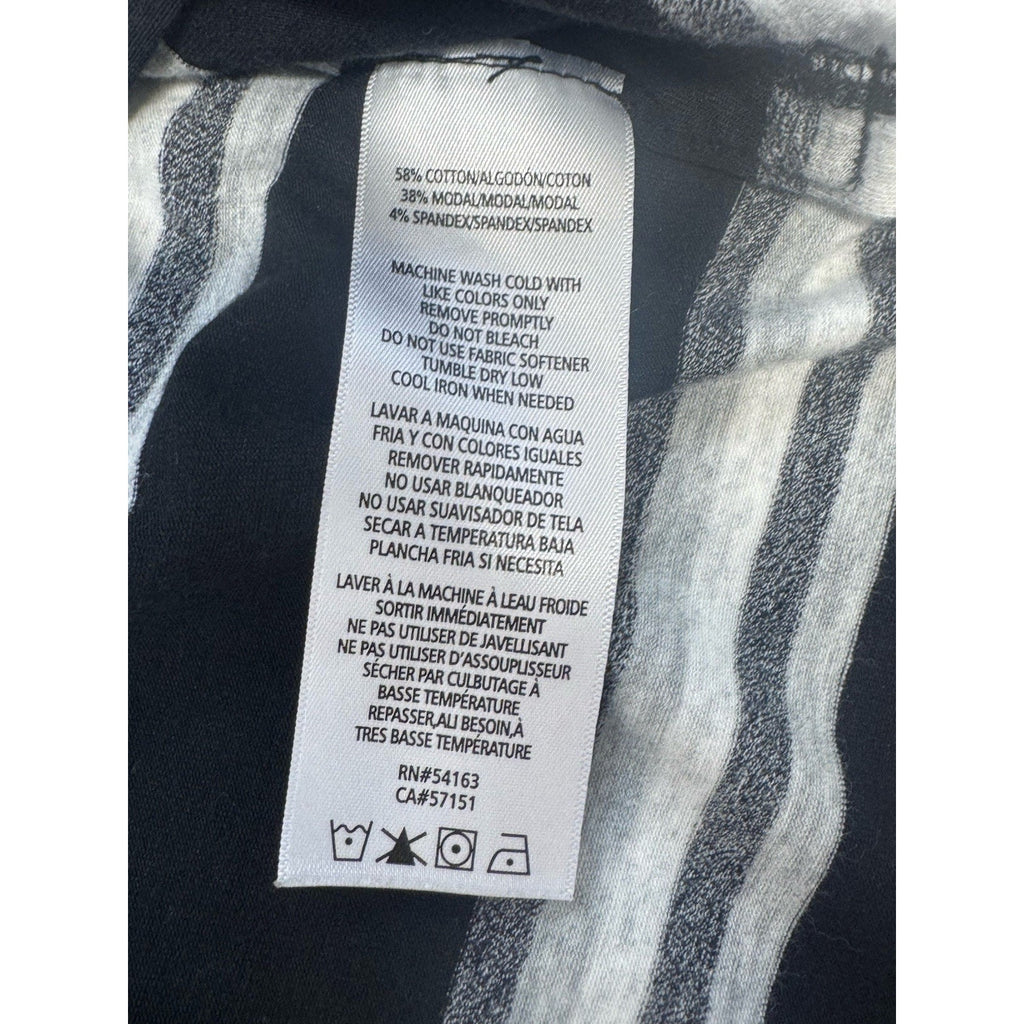 58% COTTON/ALGODÓN/COTON
38% MODAL/MODAL/MODAL
4% SPANDEX/SPANDEX/SPANDEX
MACHINE WASH COLD WITH
LIKE COLORS ONLY
REMOVE PROMPTLY
DO NOT BLEACH
DO NOT USE FABRIC SOFTENER
TUMBLE DRY LOW
COOL IRON WHEN NEEDED
LAVAR A MAQUINA CON AGUA
FRIA Y CON COLORES IGUALES
REMOVER RAPIDAMENTE
NO USAR BLANQUEADOR
NO USAR SUAVISADOR DE TELA
SECAR A TEMPERATURA BAJA
PLANCHA FRIA SI NECESITA
LAVER À LA MACHINE À LEAU FROIDE
SORTIR IMMÉDIATEMENT
NE PAS UTILISER DE JAVELLISANT
NE PAS UTILISER D'ASSOUPLISSEUR
SÉCHER PAR CULBUTAGE À
BASSE TEMPÉRATURE
REPASSER,ALI BESOIN,À
TRES BASSE TEMPÉRATURE
RN#54163
CA#57151